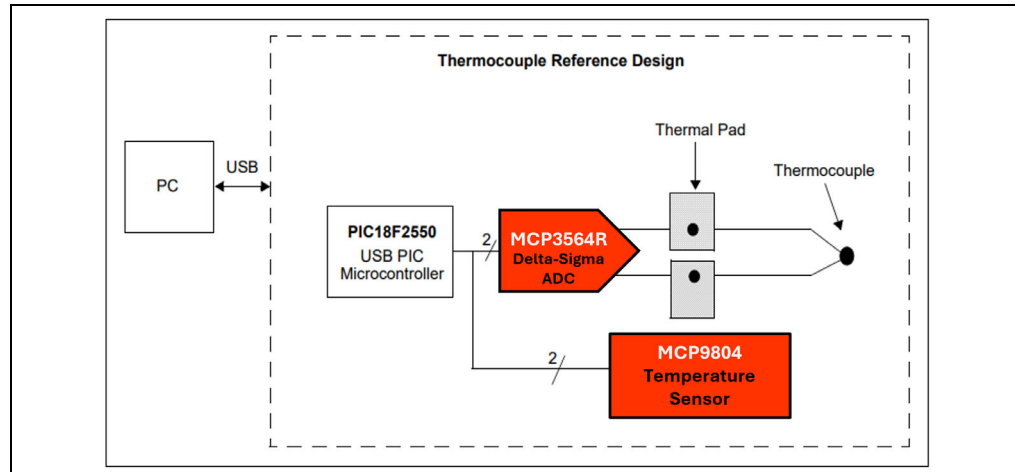 Thermocouple Reference Design
Thermal Pad
Thermocouple
USB
PC
PIC18F2550
USB PIC
Microcontroller
2
MCP3564R
Delta-Sigma
ADC
2
MCP9804
Temperature
Sensor